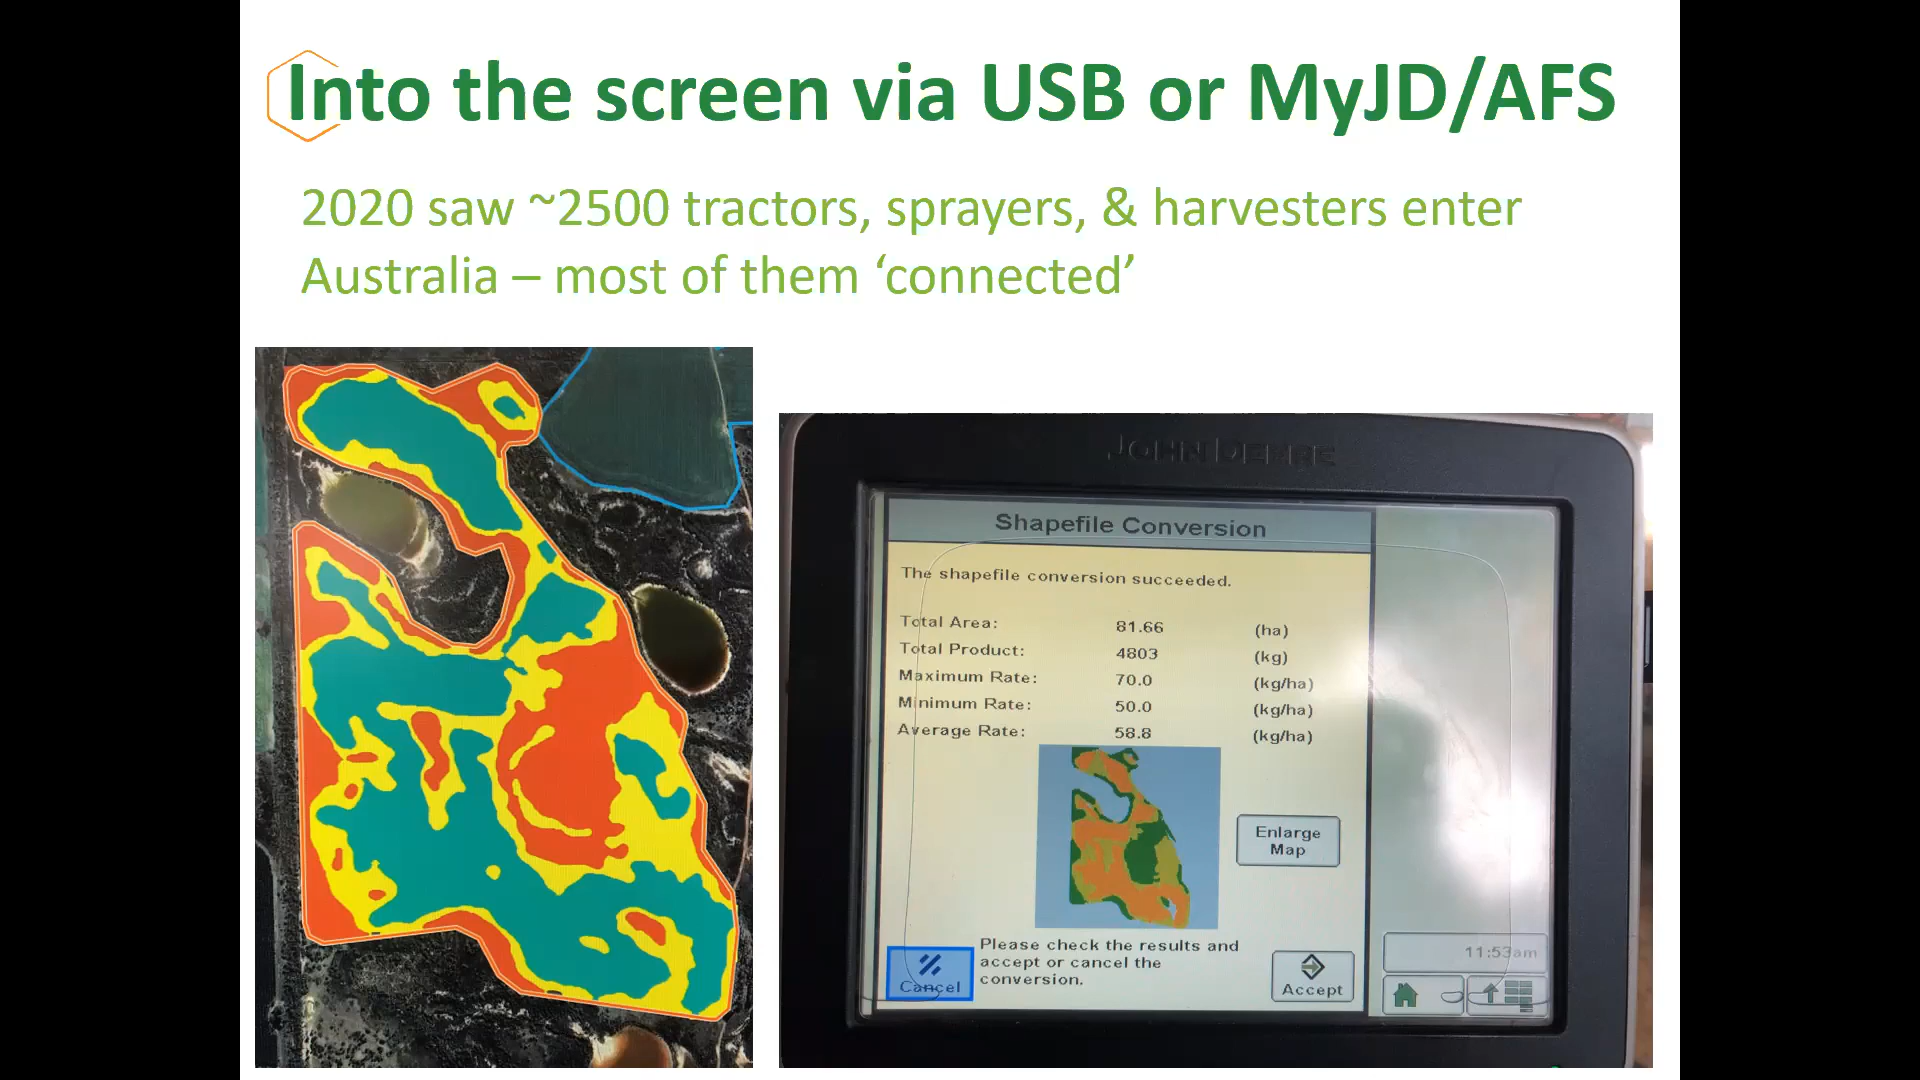 Into the screen via USB or MyJD/AFS
2020 saw ~2500 tractors, sprayers, & harvesters enter
Australia – most of them ‘connected’
JOHN DEERE
Shapefile Conversion
The shapefile conversion succeeded.
Total Area: 81.66 (ha)
Total Product: 4803 (kg)
Maximum Rate: 70.0 (kg/ha)
Minimum Rate: 50.0 (kg/ha)
Average Rate: 58.8 (kg/ha)
Enlarge
Map
Please check the results and
accept or cancel the
conversion.
Cancel
Accept
11:53am